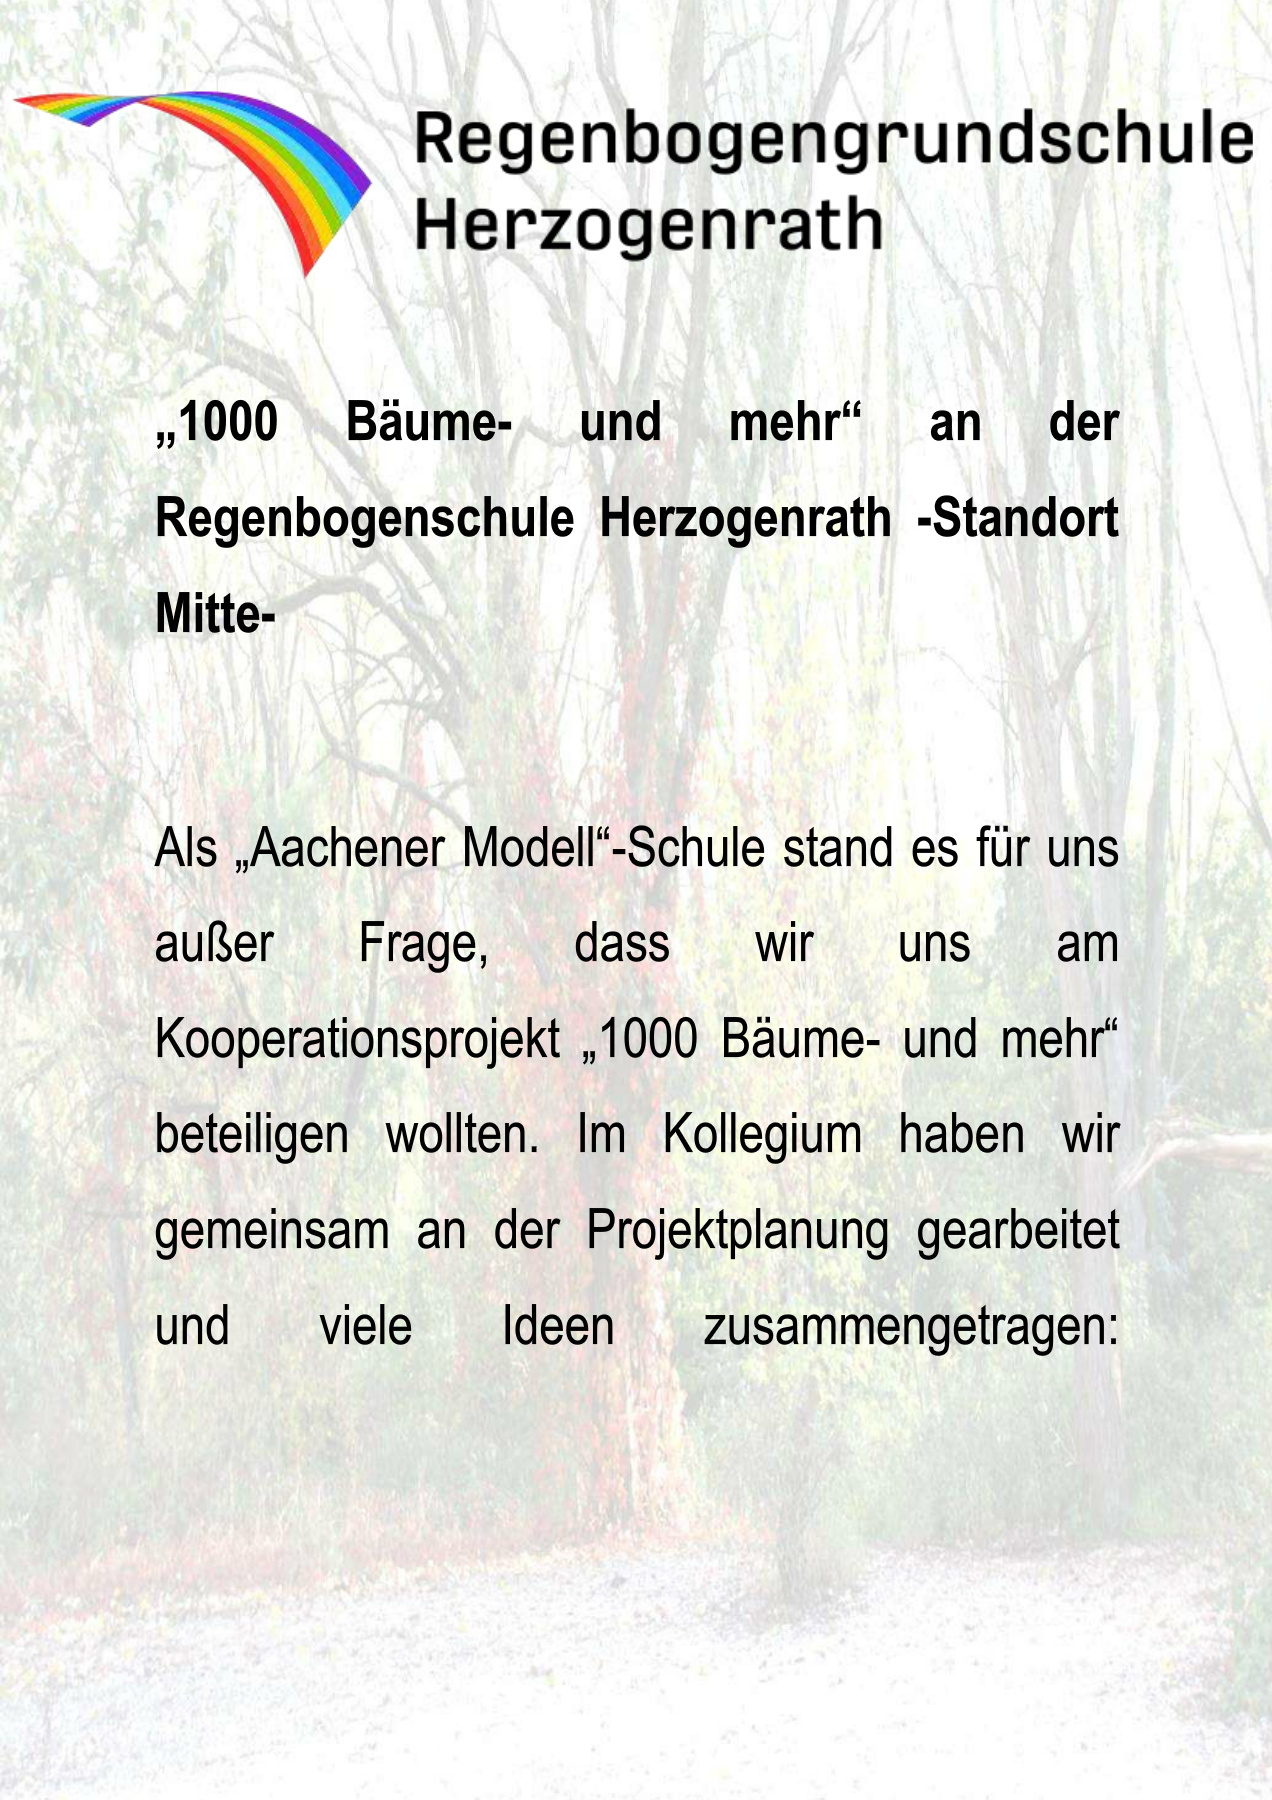 Regenbogengrundschule
Herzogenrath
„1000 Bäume- und mehr“ an der
Regenbogenschule Herzogenrath -Standort
Mitte-
Als „Aachener Modell“-Schule stand es für uns
außer Frage, dass wir uns am
Kooperationsprojekt „1000 Bäume- und mehr“
beteiligen wollten. Im Kollegium haben wir
gemeinsam an der Projektplanung gearbeitet
und viele Ideen zusammengetragen: